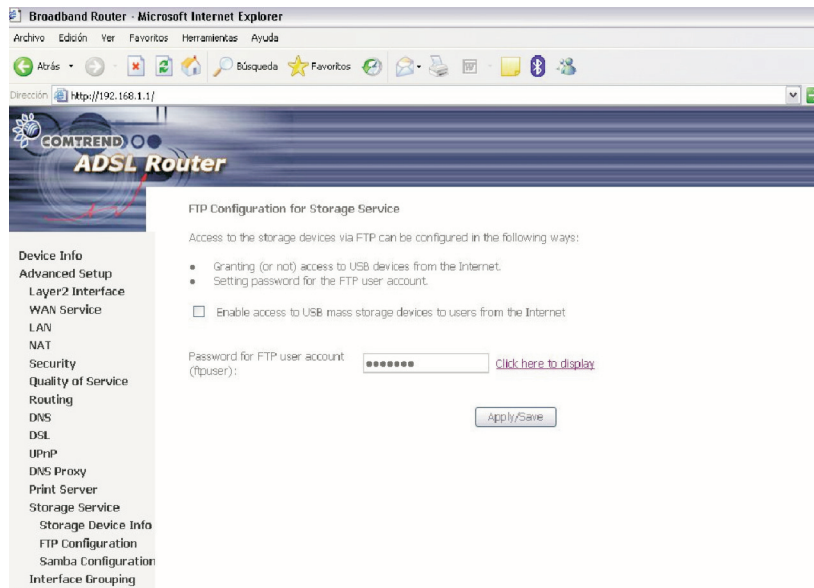 Broadband Router - Microsoft Internet Explorer
Archivo Edición Ver Favoritos Herramientas Ayuda
Atrás Búsqueda Favoritos
Dirección http://192.168.1.1/
COMTREND
ADSL Router
FTP Configuration for Storage Service
Access to the storage devices via FTP can be configured in the following ways:
Granting (or not) access to USB devices from the Internet.
Setting password for the FTP user account.
Enable access to USB mass storage devices to users from the Internet
Password for FTP user account
(ftpuser):
Click here to display
Apply/Save
Device Info
Advanced Setup
Layer2 Interface
WAN Service
LAN
NAT
Security
Quality of Service
Routing
DNS
DSL
UPnP
DNS Proxy
Print Server
Storage Service
Storage Device Info
FTP Configuration
Samba Configuration
Interface Grouping